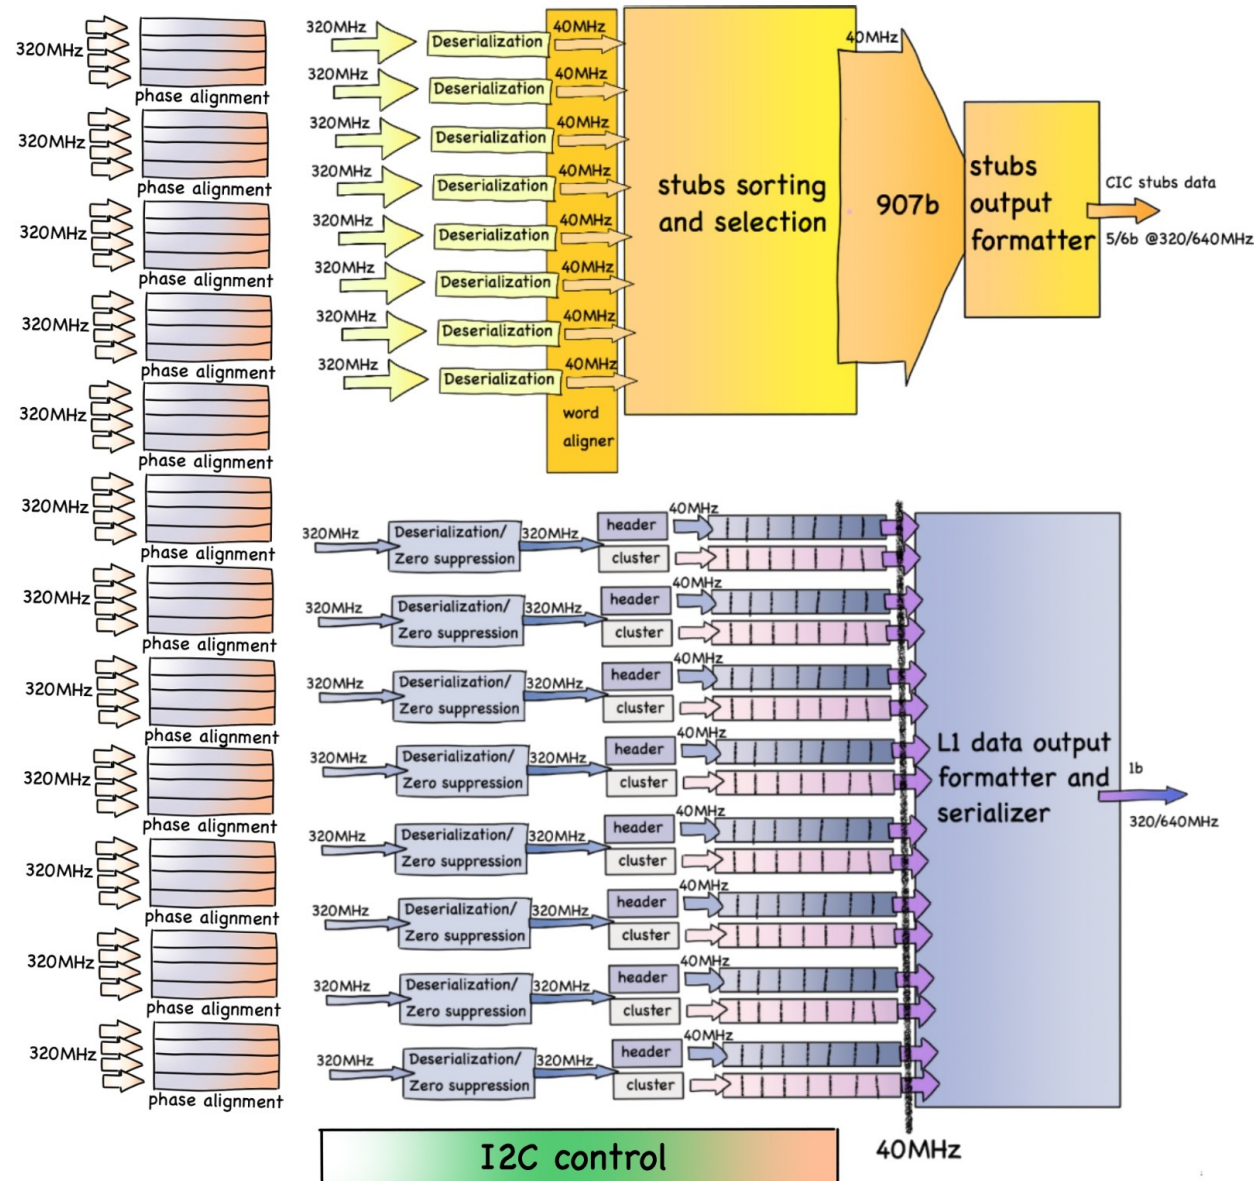 320MHz
phase alignment
320MHz
phase alignment
320MHz
phase alignment
320MHz
phase alignment
320MHz
phase alignment
320MHz
phase alignment
320MHz
phase alignment
320MHz
phase alignment
320MHz
phase alignment
320MHz
phase alignment
320MHz
phase alignment
320MHz
phase alignment
320MHz
Deserialization
40MHz
320MHz
Deserialization
40MHz
320MHz
Deserialization
40MHz
320MHz
Deserialization
40MHz
320MHz
Deserialization
40MHz
320MHz
Deserialization
40MHz
320MHz
Deserialization
40MHz
320MHz
Deserialization
40MHz
word
aligner
stubs sorting
and selection
40MHz
907b
stubs
output
formatter
CIC stubs data
5/6b @320/640MHz
320MHz
Deserialization/
Zero suppression
320MHz
header
cluster
40MHz
320MHz
Deserialization/
Zero suppression
320MHz
header
cluster
40MHz
320MHz
Deserialization/
Zero suppression
320MHz
header
cluster
40MHz
320MHz
Deserialization/
Zero suppression
320MHz
header
cluster
40MHz
320MHz
Deserialization/
Zero suppression
320MHz
header
cluster
40MHz
320MHz
Deserialization/
Zero suppression
320MHz
header
cluster
40MHz
320MHz
Deserialization/
Zero suppression
320MHz
header
cluster
40MHz
320MHz
Deserialization/
Zero suppression
320MHz
header
cluster
40MHz
L1 data output
formatter and
serializer
1b
320/640MHz
40MHz
I2C control